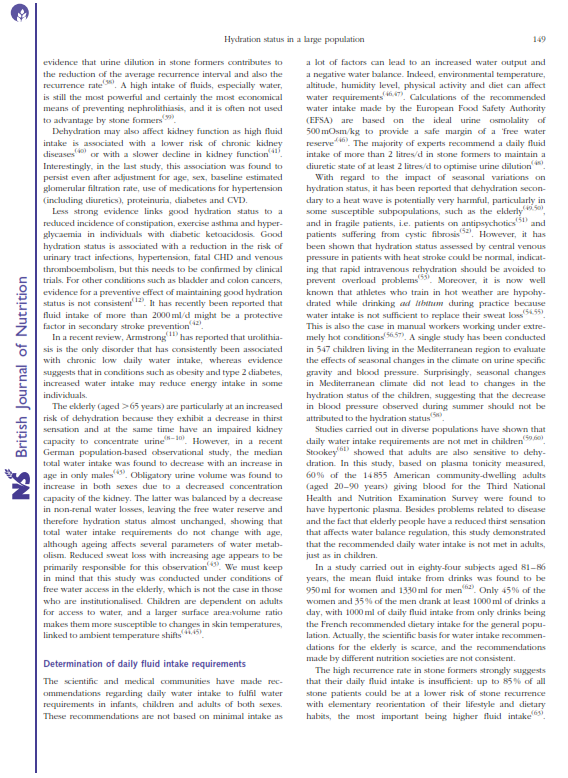 Hydration status in a large population 149
evidence that urine dilution in stone formers contributes to
the reduction of the average recurrence interval and also the
recurrence rate(38). A high intake of fluids, especially water,
is still the most powerful and certainly the most economical
means of preventing nephrolithiasis, and it is often not used
to advantage by stone formers(39).
Dehydration may also affect kidney function as high fluid
intake is associated with a lower risk of chronic kidney
diseases(40) or with a slower decline in kidney function(41).
Interestingly, in the last study, this association was found to
persist even after adjustment for age, sex, baseline estimated
glomerular filtration rate, use of medications for hypertension
(including diuretics), proteinuria, diabetes and CVD.
Less strong evidence links good hydration status to a
reduced incidence of constipation, exercise asthma and hyper-
glycaemia in individuals with diabetic ketoacidosis. Good
hydration status is associated with a reduction in the risk of
urinary tract infections, hypertension, fatal CHD and venous
thromboembolism, but this needs to be confirmed by clinical
trials. For other conditions such as bladder and colon cancers,
evidence for a preventive effect of maintaining good hydration
status is not consistent(12). It has recently been reported that
fluid intake of more than 2000 ml/d might be a protective
factor in secondary stroke prevention(42).
In a recent review, Armstrong(11) has reported that urolithia-
sis is the only disorder that has consistently been associated
with chronic low daily water intake, whereas evidence
suggests that in conditions such as obesity and type 2 diabetes,
increased water intake may reduce energy intake in some
individuals.
The elderly (aged >65 years) are particularly at an increased
risk of dehydration because they exhibit a decrease in thirst
sensation and at the same time have an impaired kidney
capacity to concentrate urine(8–10). However, in a recent
German population-based observational study, the median
total water intake was found to decrease with an increase in
age in only males(43). Obligatory urine volume was found to
increase in both sexes due to a decreased concentration
capacity of the kidney. The latter was balanced by a decrease
in non-renal water losses, leaving the free water reserve and
therefore hydration status almost unchanged, showing that
total water intake requirements do not change with age,
although ageing affects several parameters of water metab-
olism. Reduced sweat loss with increasing age appears to be
primarily responsible for this observation(43). We must keep
in mind that this study was conducted under conditions of
free water access in the elderly, which is not the case in those
who are institutionalised. Children are dependent on adults
for access to water, and a larger surface area:volume ratio
makes them more susceptible to changes in skin temperatures,
linked to ambient temperature shifts(44,45).
Determination of daily fluid intake requirements
The scientific and medical communities have made rec-
ommendations regarding daily water intake to fulfil water
requirements in infants, children and adults of both sexes.
These recommendations are not based on minimal intake as
a lot of factors can lead to an increased water output and
a negative water balance. Indeed, environmental temperature,
altitude, humidity level, physical activity and diet can affect
water requirements(46,47). Calculations of the recommended
water intake made by the European Food Safety Authority
(EFSA) are based on the ideal urine osmolality of
500 mOsm/kg to provide a safe margin of a 'free water
reserve'(46). The majority of experts recommend a daily fluid
intake of more than 2 litres/d in stone formers to maintain a
diuretic state of at least 2 litres/d to optimise urine dilution(48).
With regard to the impact of seasonal variations on
hydration status, it has been reported that dehydration secon-
dary to a heat wave is potentially very harmful, particularly in
some susceptible subpopulations, such as the elderly(49,50),
and in fragile patients, i.e. patients on antipsychotics(51) and
patients suffering from cystic fibrosis(52). However, it has
been shown that hydration status assessed by central venous
pressure in patients with heat stroke could be normal, indicat-
ing that rapid intravenous rehydration should be avoided to
prevent overload problems(53). Moreover, it is now well
known that athletes who train in hot weather are hypohy-
drated while drinking ad libitum during practice because
water intake is not sufficient to replace their sweat loss(54,55).
This is also the case in manual workers working under extre-
mely hot conditions(56,57). A single study has been conducted
in 547 children living in the Mediterranean region to evaluate
the effects of seasonal changes in the climate on urine specific
gravity and blood pressure. Surprisingly, seasonal changes
in Mediterranean climate did not lead to changes in the
hydration status of the children, suggesting that the decrease
in blood pressure observed during summer should not be
attributed to the hydration status(58).
Studies carried out in diverse populations have shown that
daily water intake requirements are not met in children(59,60).
Stookey(61) showed that adults are also sensitive to dehy-
dration. In this study, based on plasma tonicity measured,
60 % of the 14 855 American community-dwelling adults
(aged 20–90 years) giving blood for the Third National
Health and Nutrition Examination Survey were found to
have hypertonic plasma. Besides problems related to disease
and the fact that elderly people have a reduced thirst sensation
that affects water balance regulation, this study demonstrated
that the recommended daily water intake is not met in adults,
just as in children.
In a study carried out in eighty-four subjects aged 81–86
years, the mean fluid intake from drinks was found to be
950 ml for women and 1330 ml for men(62). Only 45 % of the
women and 35 % of the men drank at least 1000 ml of drinks a
day, with 1000 ml of daily fluid intake from only drinks being
the French recommended dietary intake for the general popu-
lation. Actually, the scientific basis for water intake recommen-
dations for the elderly is scarce, and the recommendations
made by different nutrition societies are not consistent.
The high recurrence rate in stone formers strongly suggests
that their daily fluid intake is insufficient: up to 85 % of all
stone patients could be at a lower risk of stone recurrence
with elementary reorientation of their lifestyle and dietary
habits, the most important being higher fluid intake(63).
British Journal of Nutrition
NS